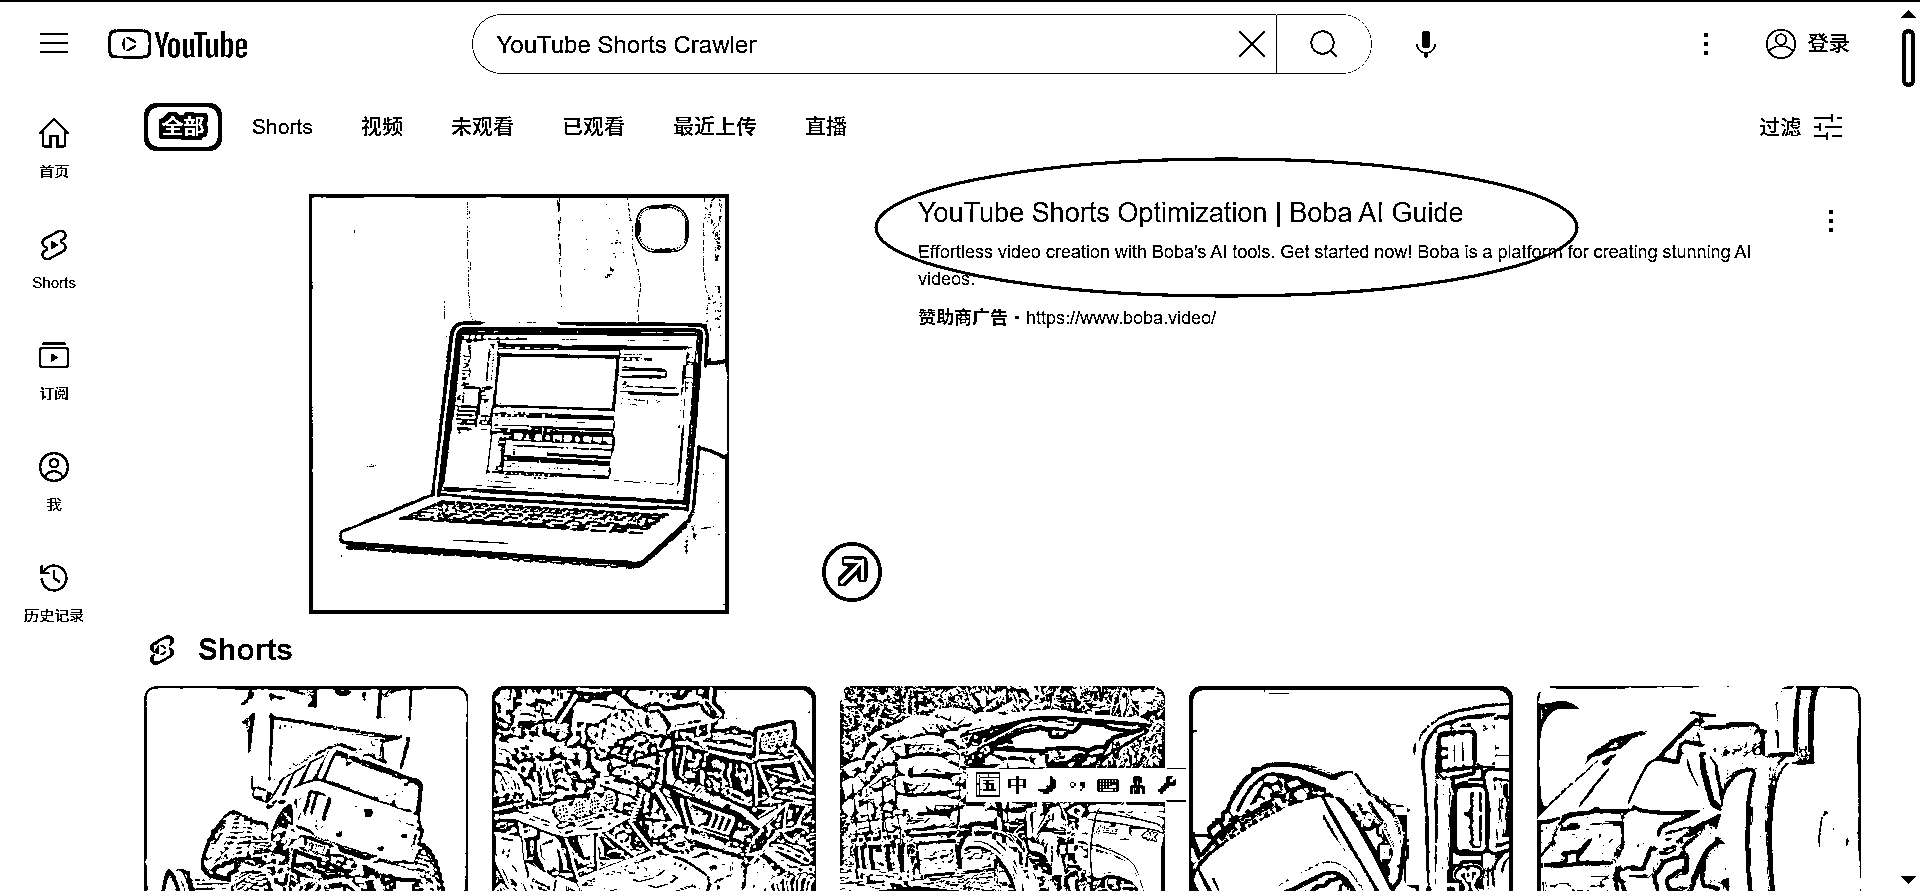 YouTube
YouTube Shorts Crawler
登录
全部
Shorts
视频
未观看
已观看
最近上传
直播
过滤
首页
Shorts
订阅
我
历史记录
YouTube Shorts Optimization | Boba AI Guide
Effortless video creation with Boba's AI tools. Get started now! Boba is a platform for creating stunning AI
videos.
赞助商广告 · https://www.boba.video/
Shorts
五 中